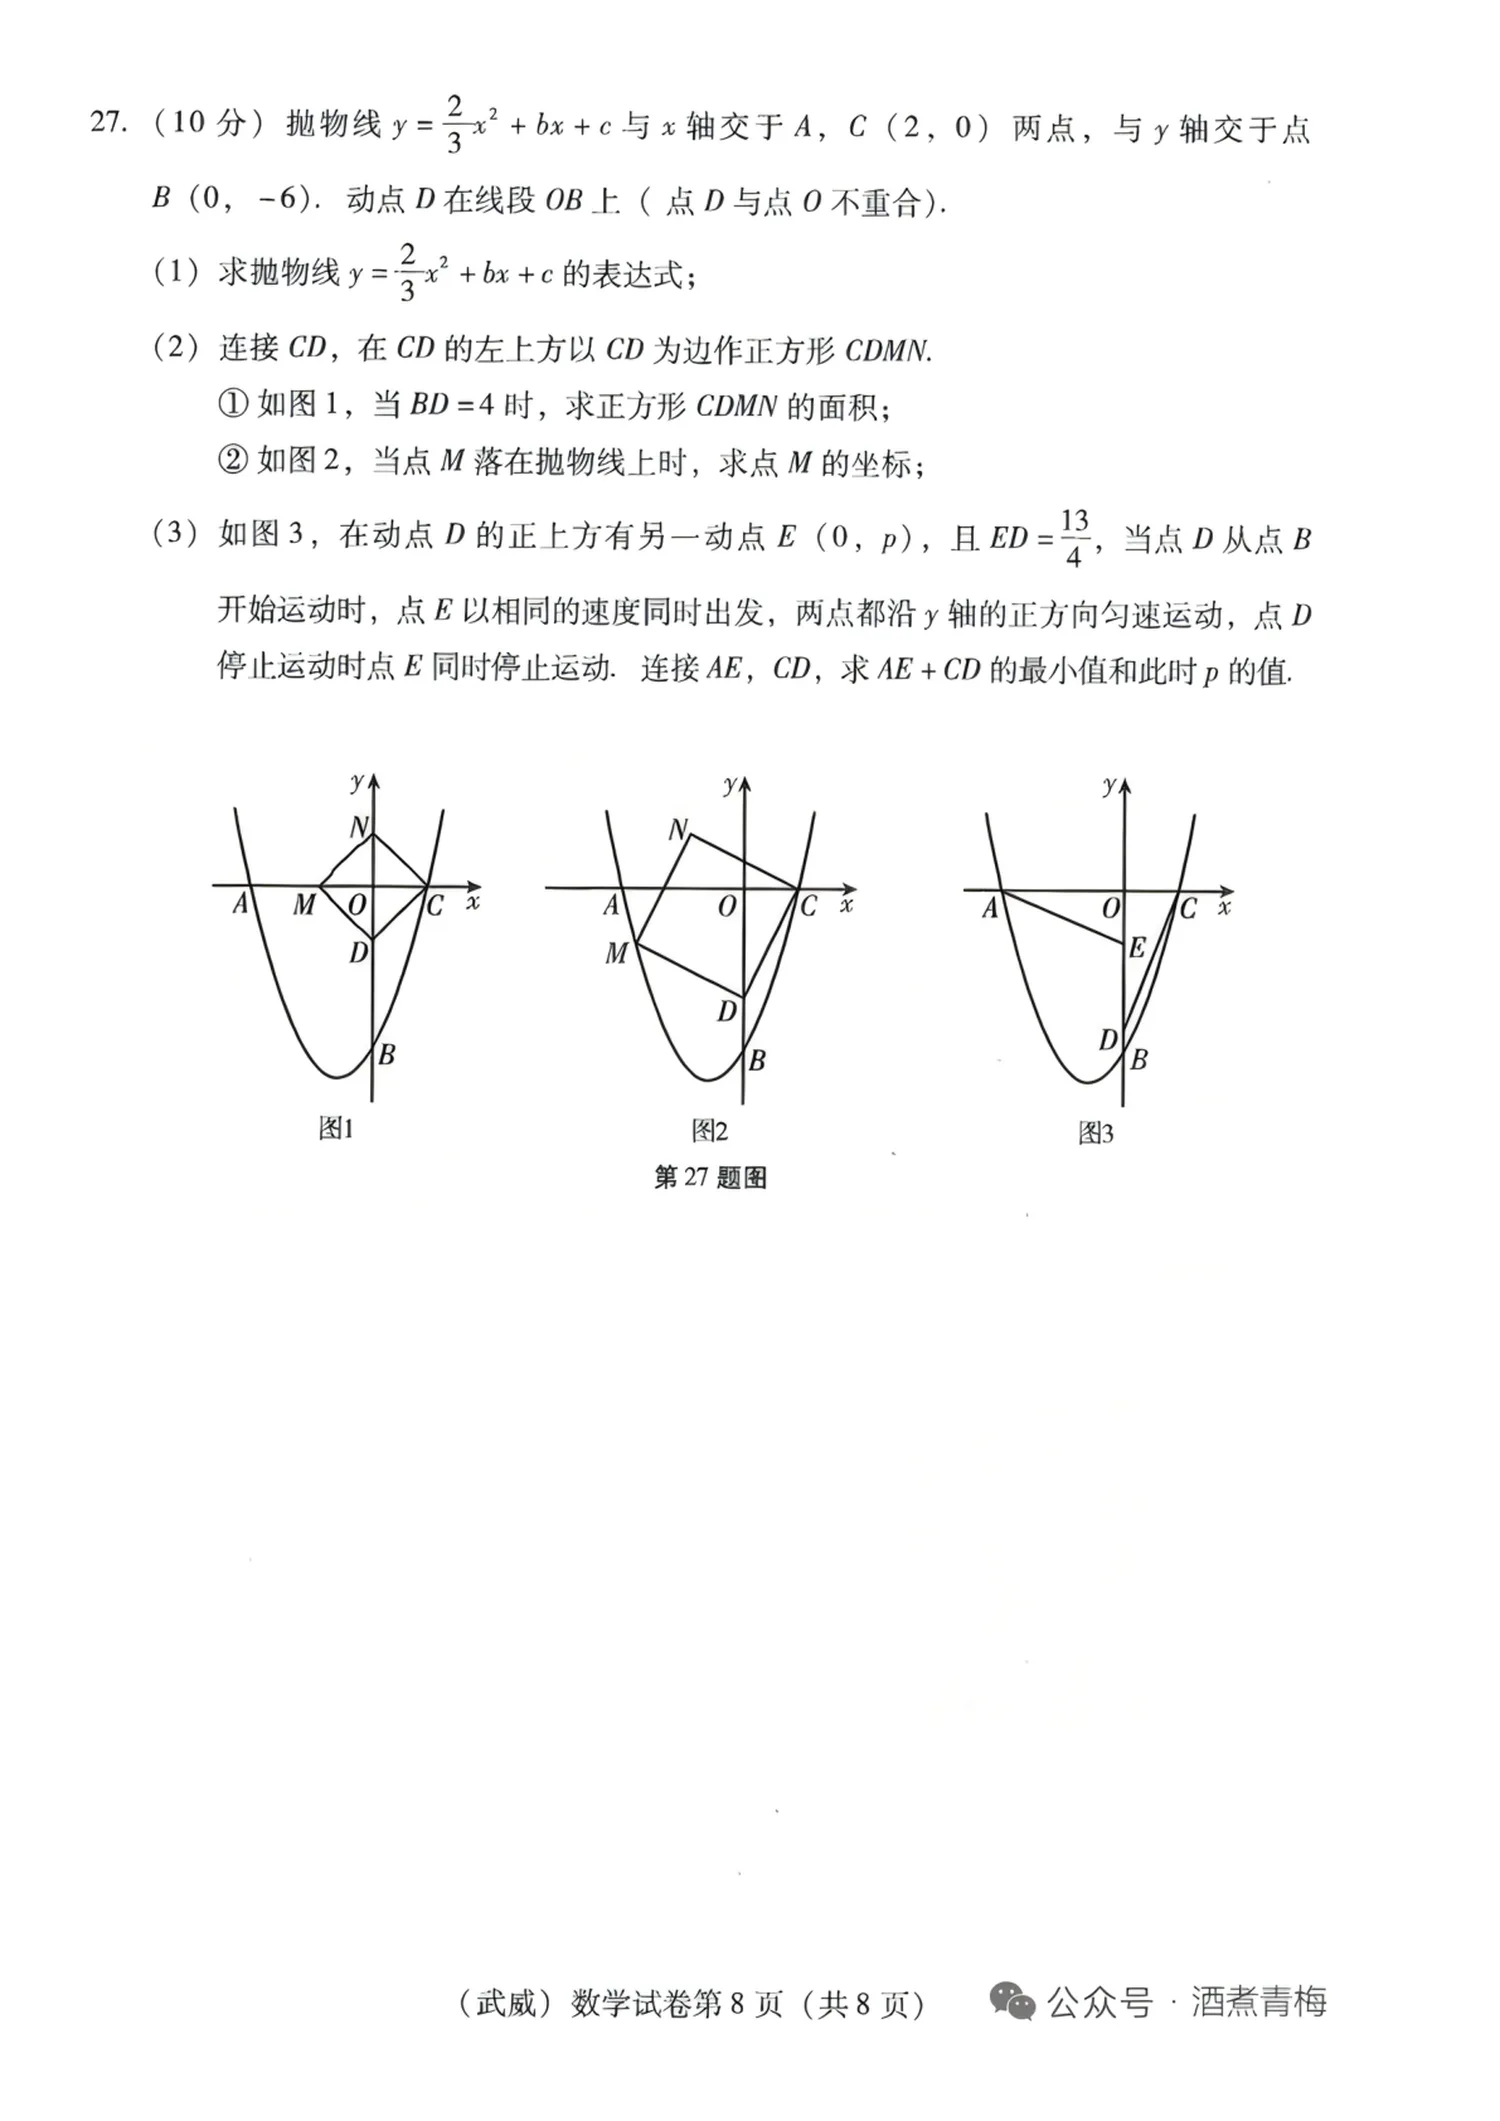 27. (10 分) 抛物线 y = 2/3 x² + bx + c 与 x 轴交于 A, C (2, 0) 两点, 与 y 轴交于点
B (0, -6). 动点 D 在线段 OB 上 ( 点 D 与点 O 不重合).
(1) 求抛物线 y = 2/3 x² + bx + c 的表达式;
(2) 连接 CD, 在 CD 的左上方以 CD 为边作正方形 CDMN.
① 如图 1, 当 BD = 4 时, 求正方形 CDMN 的面积;
② 如图 2, 当点 M 落在抛物线上时, 求点 M 的坐标;
(3) 如图 3, 在动点 D 的正上方有另一动点 E (0, p), 且 ED = 13/4, 当点 D 从点 B
开始运动时, 点 E 以相同的速度同时出发, 两点都沿 y 轴的正方向匀速运动, 点 D
停止运动时点 E 同时停止运动. 连接 AE, CD, 求 AE + CD 的最小值和此时 p 的值.
y
N
A M O C x
D
B
图1
y
N
A O C x
M
D
B
图2
y
A O C x
E
D
B
图3
第 27 题图
(武威) 数学试卷第 8 页 (共 8 页)
公众号 · 酒煮青梅